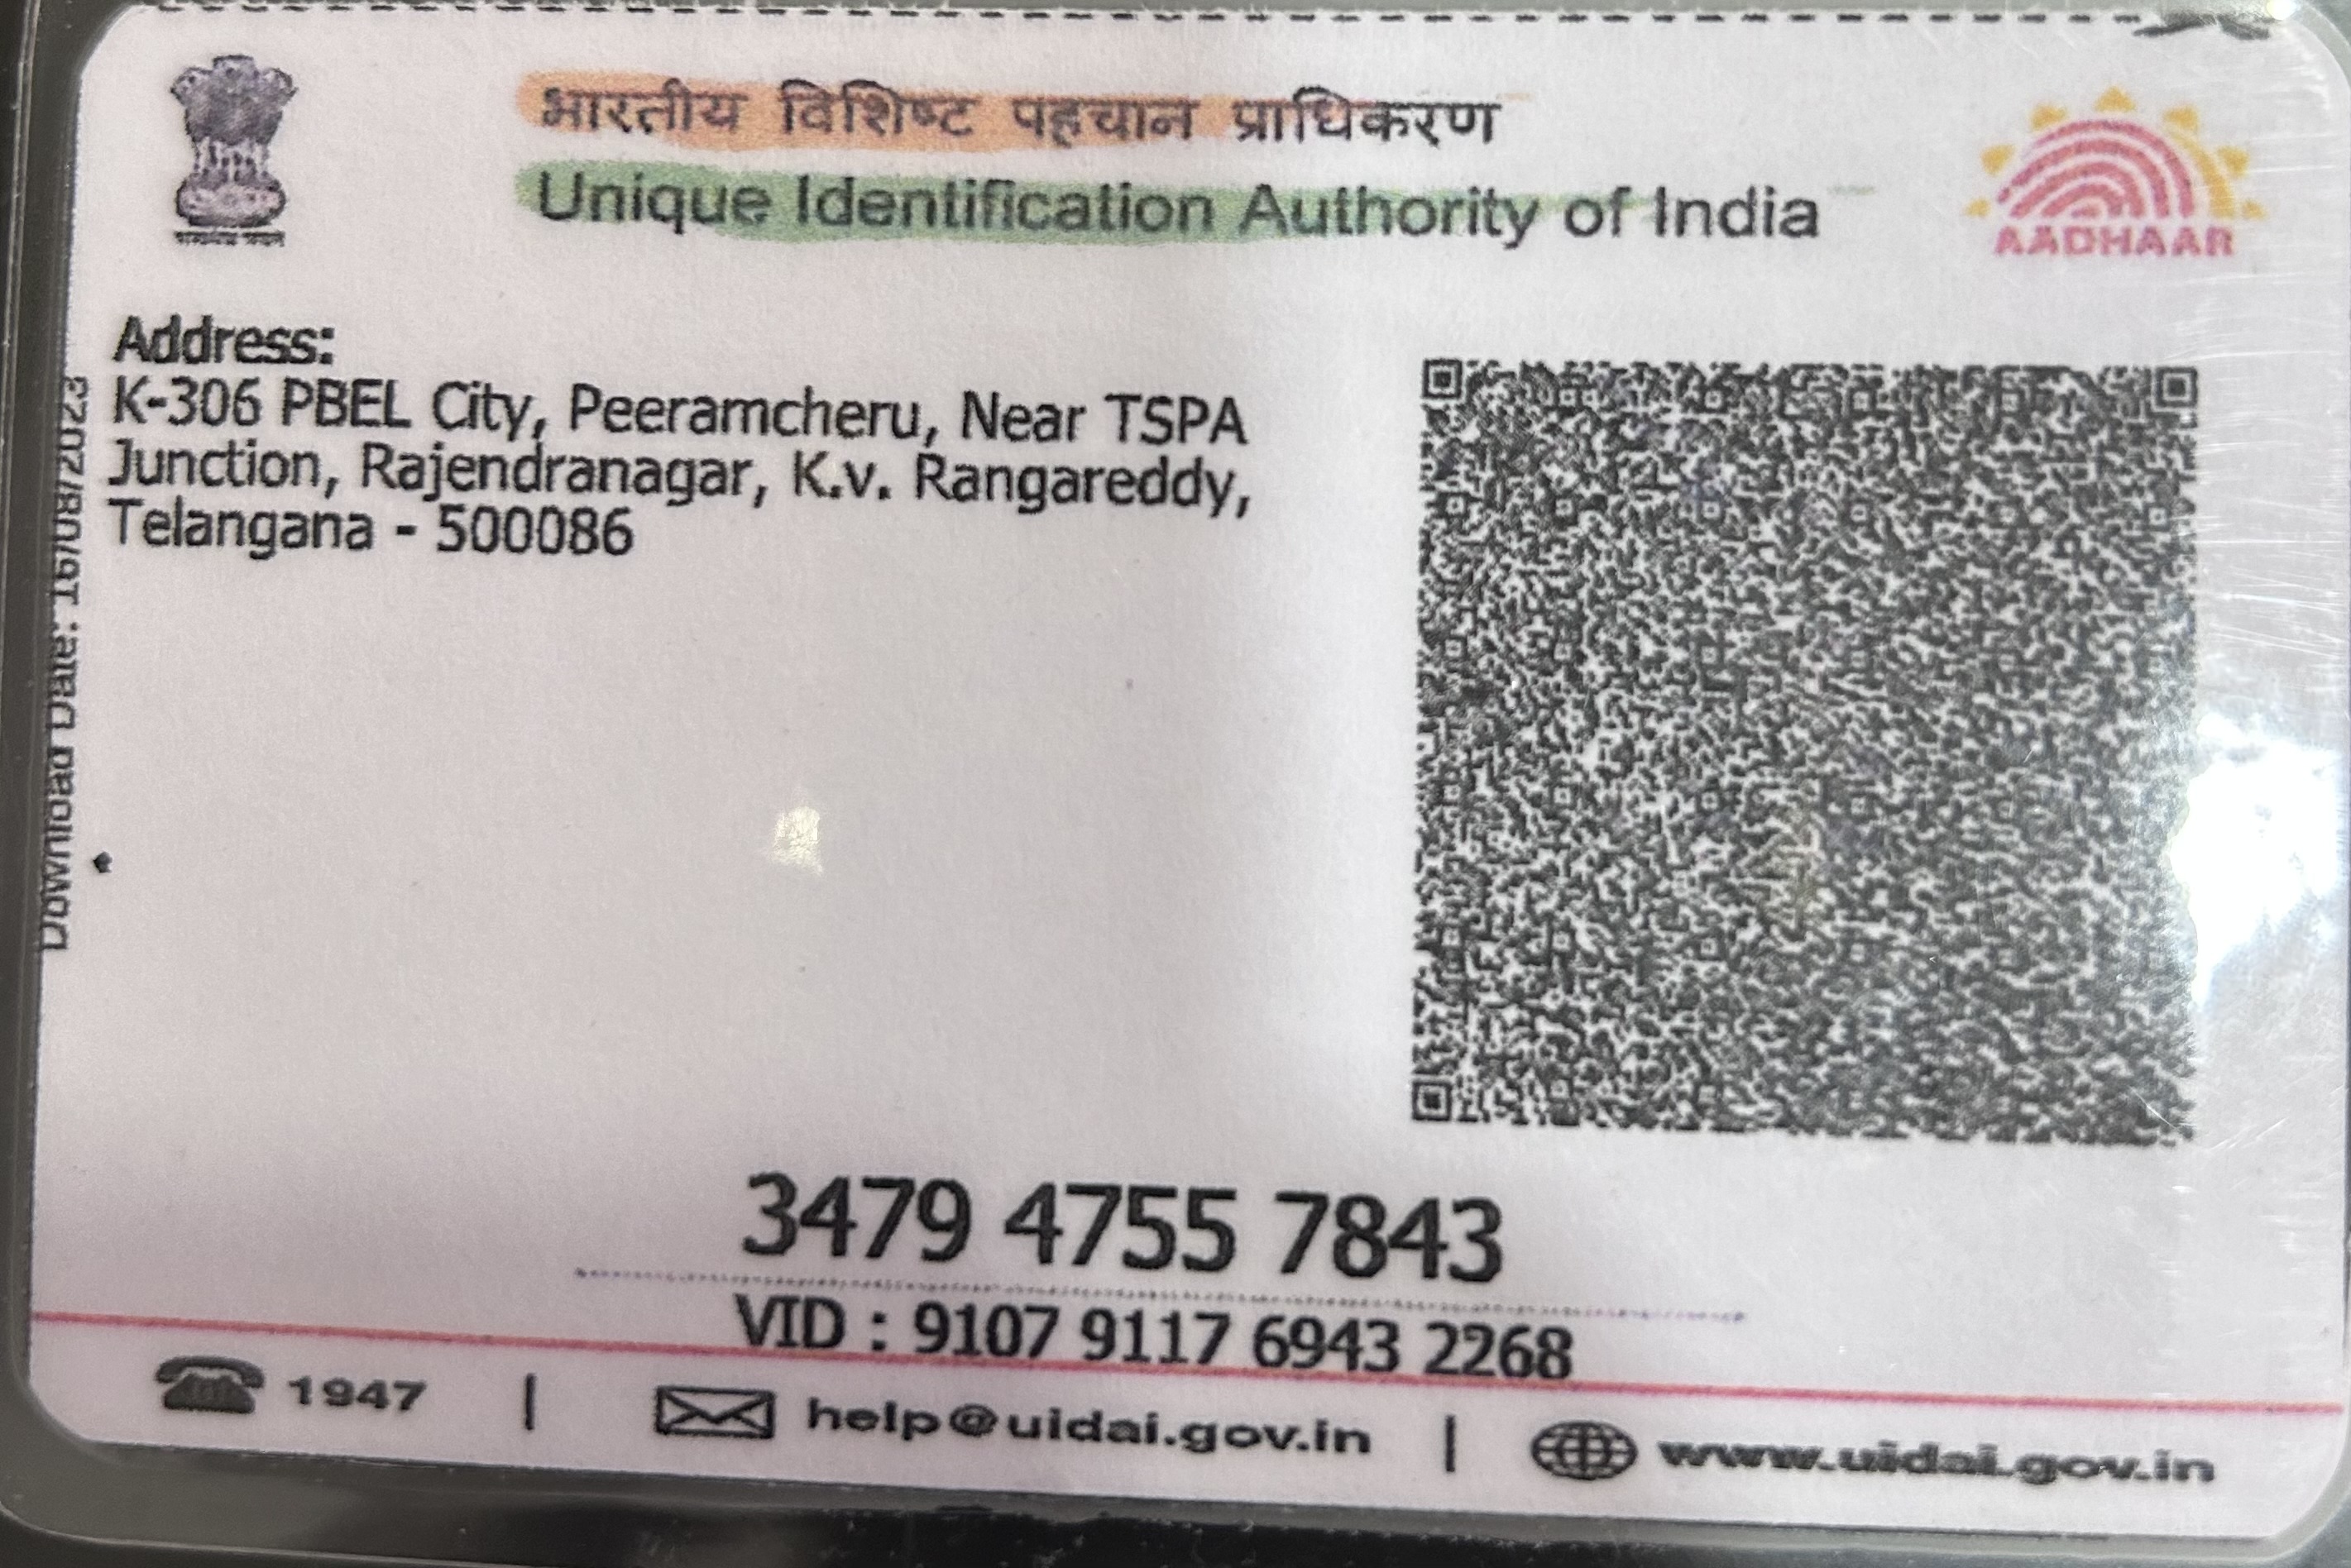 भारतीय विशिष्ट पहचान प्राधिकरण
Unique Identification Authority of India
AADHAAR
Address:
K-306 PBEL City, Peeramcheru, Near TSPA
Junction, Rajendranagar, K.v. Rangareddy,
Telangana - 500086
Download Date: 16/08/2023
3479 4755 7843
VID : 9107 9117 6943 2268
1947 | help@uidai.gov.in | www.uidai.gov.in